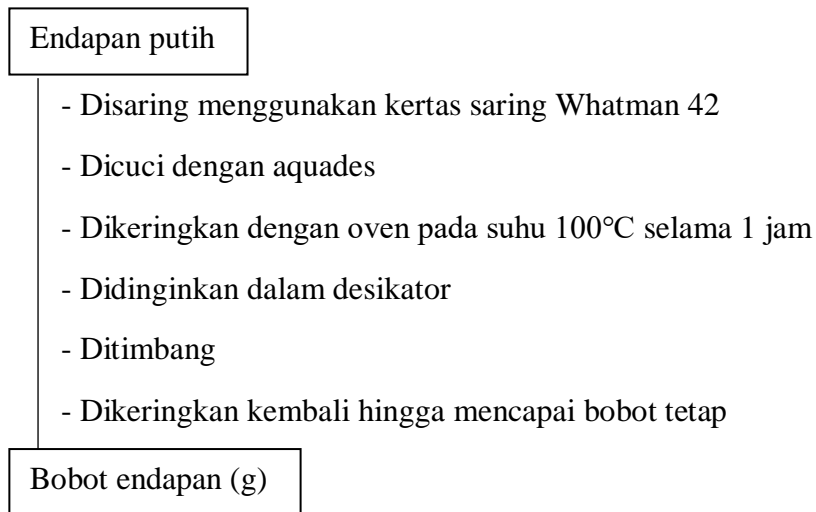 Endapan putih
- Disaring menggunakan kertas saring Whatman 42
- Dicuci dengan aquades
- Dikeringkan dengan oven pada suhu 100°C selama 1 jam
- Didinginkan dalam desikator
- Ditimbang
- Dikeringkan kembali hingga mencapai bobot tetap
Bobot endapan (g)